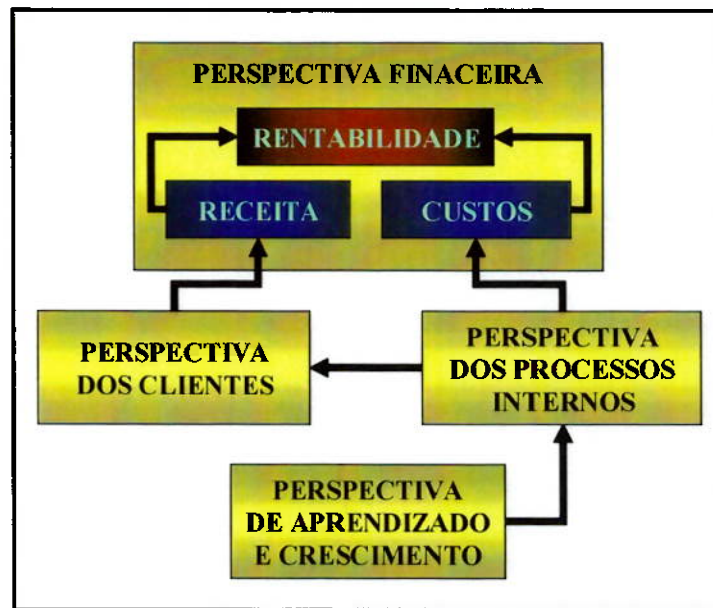 PERSPECTIVA FINACEIRA
RENTABILIDADE
RECEITA
CUSTOS
PERSPECTIVA
DOS CLIENTES
PERSPECTIVA
DOS PROCESSOS
INTERNOS
PERSPECTIVA
DE APRENDIZADO
E CRESCIMENTO